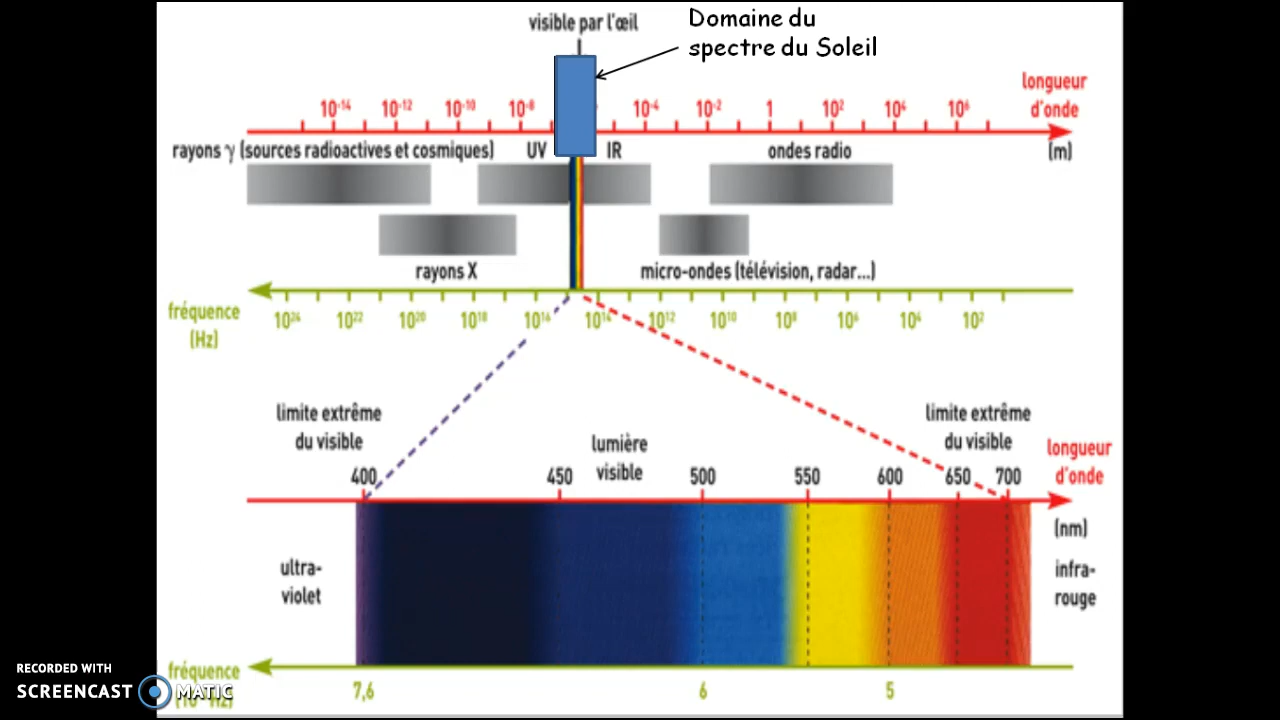 Domaine du
spectre du Soleil
visible par l'œil
longueur
d'onde
(m)
10⁻¹⁴ 10⁻¹² 10⁻¹⁰ 10⁻⁸ 10⁻⁴ 10⁻² 1 10² 10⁴ 10⁶
rayons γ (sources radioactives et cosmiques) UV IR ondes radio
rayons X micro-ondes (télévision, radar...)
fréquence
(Hz)
10²⁴ 10²² 10²⁰ 10¹⁸ 10¹⁴ 10¹⁴ 10¹² 10¹⁰ 10⁸ 10⁶ 10⁴ 10²
limite extrême
du visible
lumière
visible
limite extrême
du visible
longueur
d'onde
(nm)
400 450 500 550 600 650 700
ultra-
violet
infra-
rouge
fréquence
7,6 6 5
RECORDED WITH
SCREENCAST MATIC